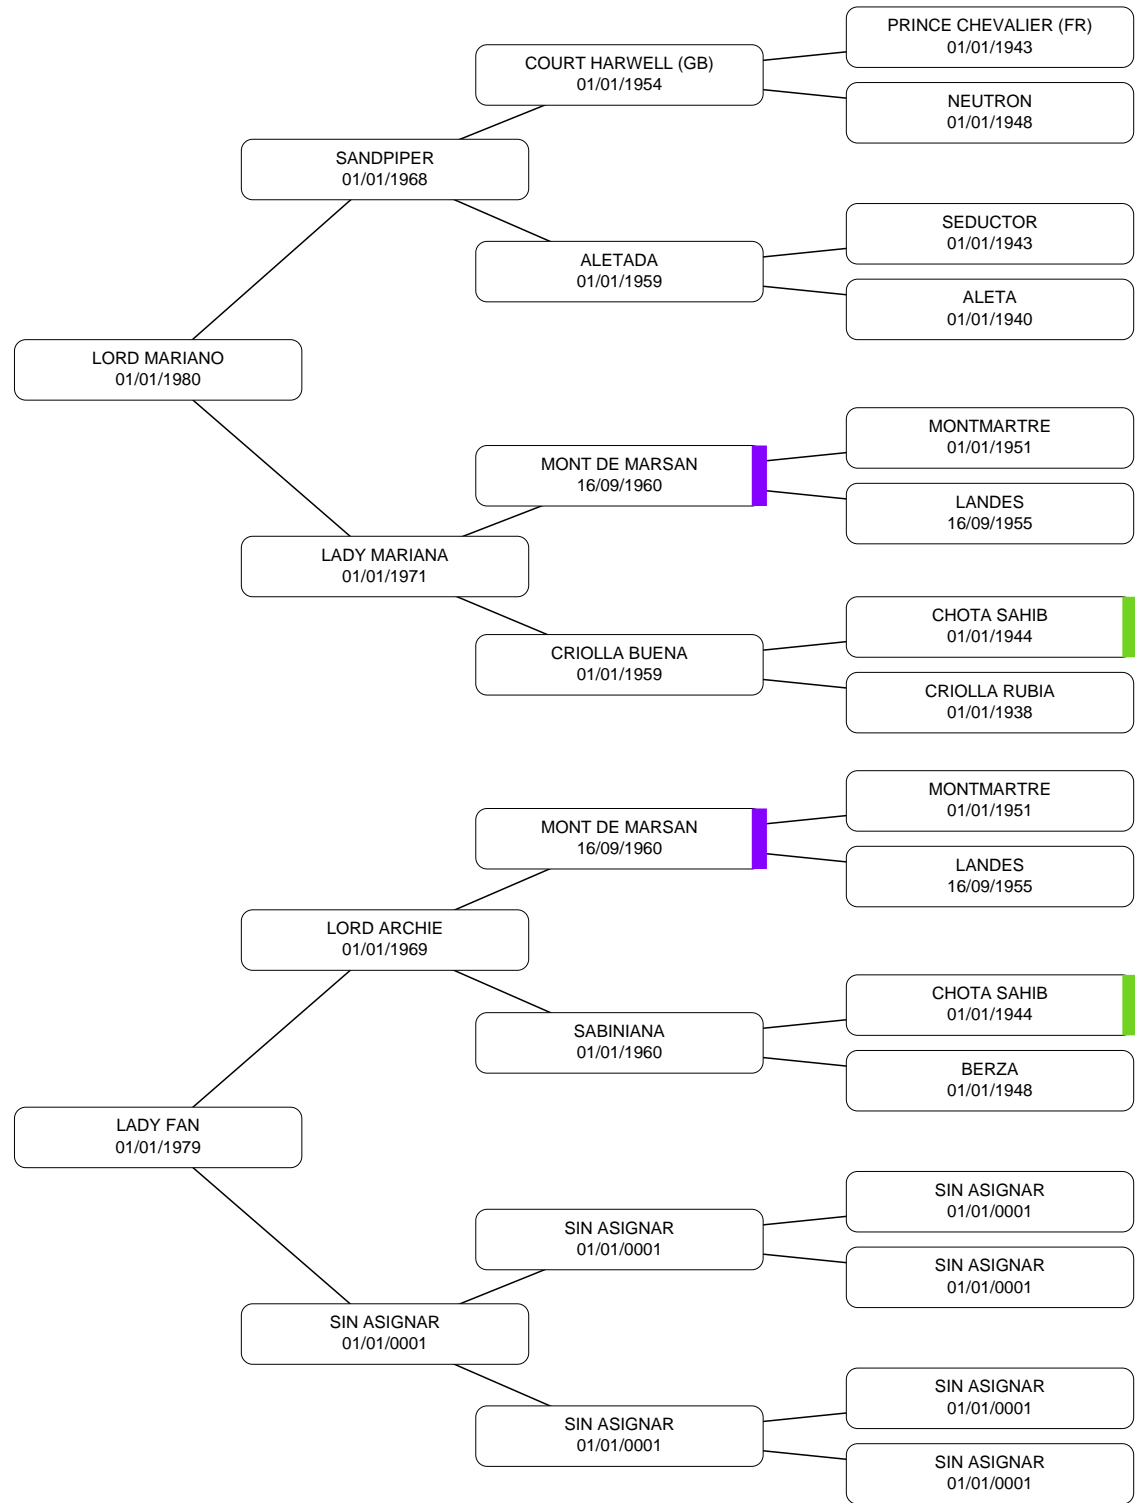 PRINCE CHEVALIER (FR)
01/01/1943
COURT HARWELL (GB)
01/01/1954
NEUTRON
01/01/1948
SANDPIPER
01/01/1968
SEDUCTOR
01/01/1943
ALETADA
01/01/1959
ALETA
01/01/1940
LORD MARIANO
01/01/1980
MONTMARTRE
01/01/1951
MONT DE MARSAN
16/09/1960
LANDES
16/09/1955
LADY MARIANA
01/01/1971
CHOTA SAHIB
01/01/1944
CRIOLLA BUENA
01/01/1959
CRIOLLA RUBIA
01/01/1938
MONTMARTRE
01/01/1951
MONT DE MARSAN
16/09/1960
LANDES
16/09/1955
LORD ARCHIE
01/01/1969
CHOTA SAHIB
01/01/1944
SABINIANA
01/01/1960
BERZA
01/01/1948
LADY FAN
01/01/1979
SIN ASIGNAR
01/01/0001
SIN ASIGNAR
01/01/0001
SIN ASIGNAR
01/01/0001
SIN ASIGNAR
01/01/0001
SIN ASIGNAR
01/01/0001
SIN ASIGNAR
01/01/0001
SIN ASIGNAR
01/01/0001